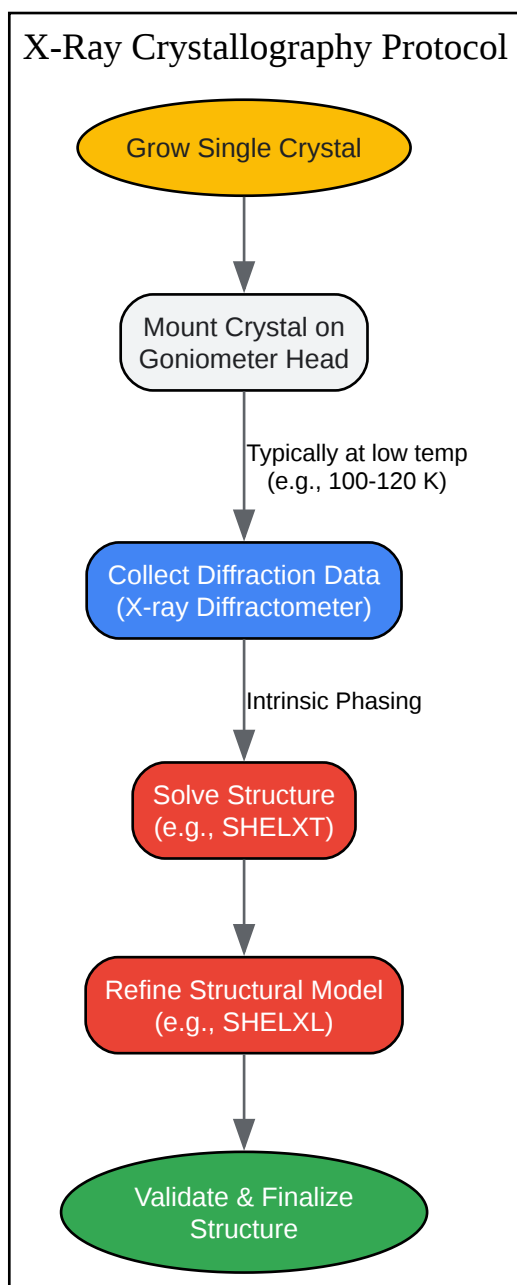 X-Ray Crystallography Protocol
Grow Single Crystal
Mount Crystal on
Goniometer Head
Typically at low temp
(e.g., 100-120 K)
Collect Diffraction Data
(X-ray Diffractometer)
Intrinsic Phasing
Solve Structure
(e.g., SHELXT)
Refine Structural Model
(e.g., SHELXL)
Validate & Finalize
Structure